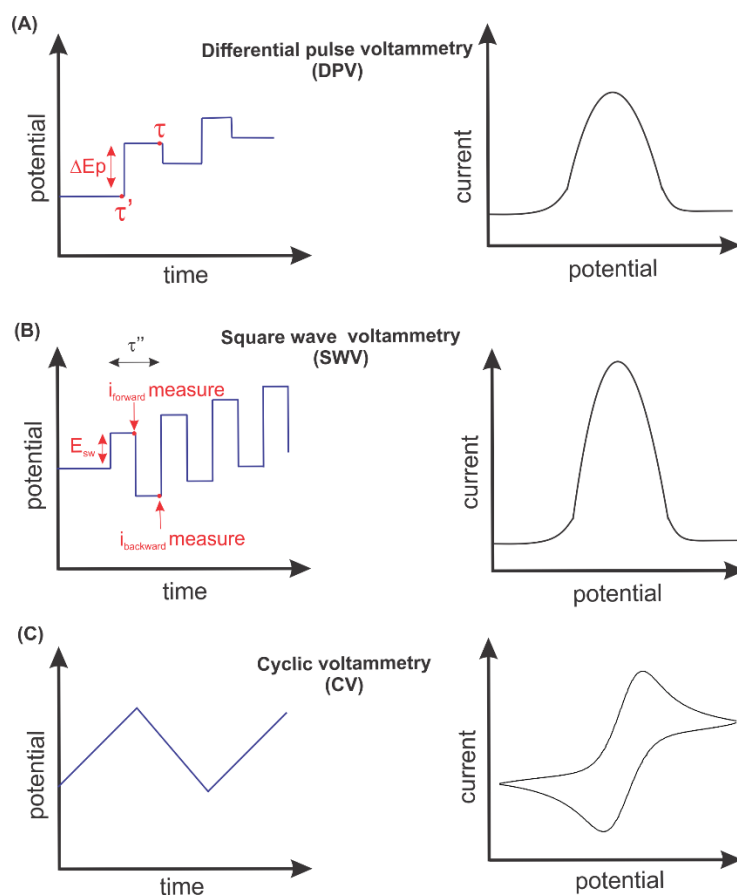 (A)
Differential pulse voltammetry
(DPV)
potential
ΔEp
τ
τ'
time
current
potential
(B)
Square wave voltammetry
(SWV)
τ''
iforward measure
Esw
potential
ibackward measure
time
current
potential
(C)
Cyclic voltammetry
(CV)
potential
time
current
potential